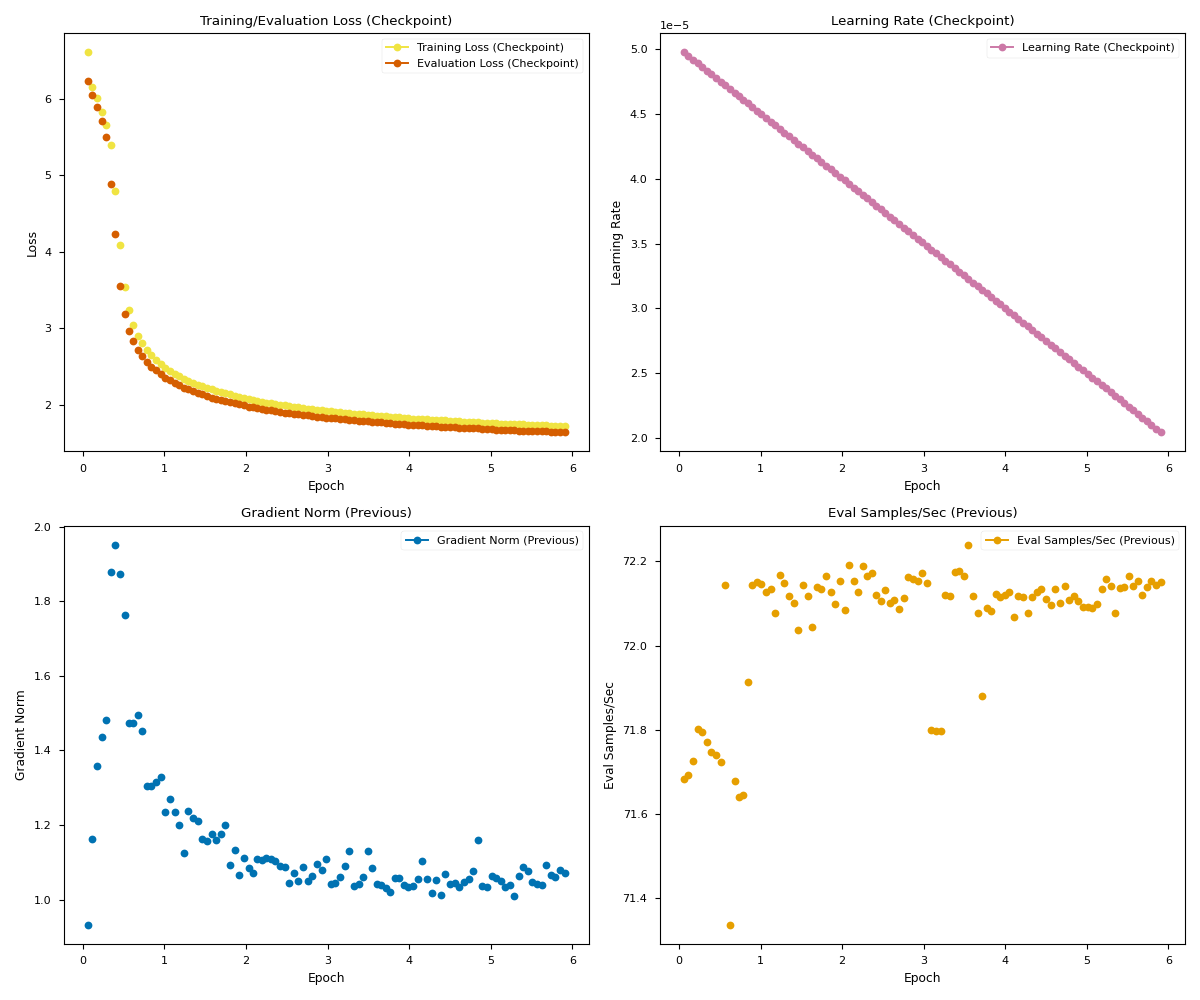 Training/Evaluation Loss (Checkpoint)
Training Loss (Checkpoint)
Evaluation Loss (Checkpoint)
Loss
6
5
4
3
2
0 1 2 3 4 5 6
Epoch
Learning Rate (Checkpoint)
1e−5
Learning Rate (Checkpoint)
Learning Rate
5.0
4.5
4.0
3.5
3.0
2.5
2.0
0 1 2 3 4 5 6
Epoch
Gradient Norm (Previous)
Gradient Norm (Previous)
Gradient Norm
2.0
1.8
1.6
1.4
1.2
1.0
0 1 2 3 4 5 6
Epoch
Eval Samples/Sec (Previous)
Eval Samples/Sec (Previous)
Eval Samples/Sec
72.2
72.0
71.8
71.6
71.4
0 1 2 3 4 5 6
Epoch